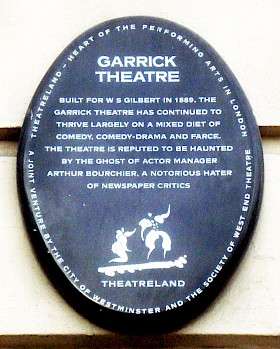 THEATRELAND - HEART OF THE PERFORMING ARTS IN LONDON
GARRICK
THEATRE
BUILT FOR W S GILBERT IN 1889, THE
GARRICK THEATRE HAS CONTINUED TO
THRIVE LARGELY ON A MIXED DIET OF
COMEDY, COMEDY-DRAMA AND FARCE.
THE THEATRE IS REPUTED TO BE HAUNTED
BY THE GHOST OF ACTOR MANAGER
ARTHUR BOURCHIER, A NOTORIOUS HATER
OF NEWSPAPER CRITICS
THEATRELAND
A JOINT VENTURE BY THE CITY OF WESTMINSTER AND THE SOCIETY OF WEST END THEATRE